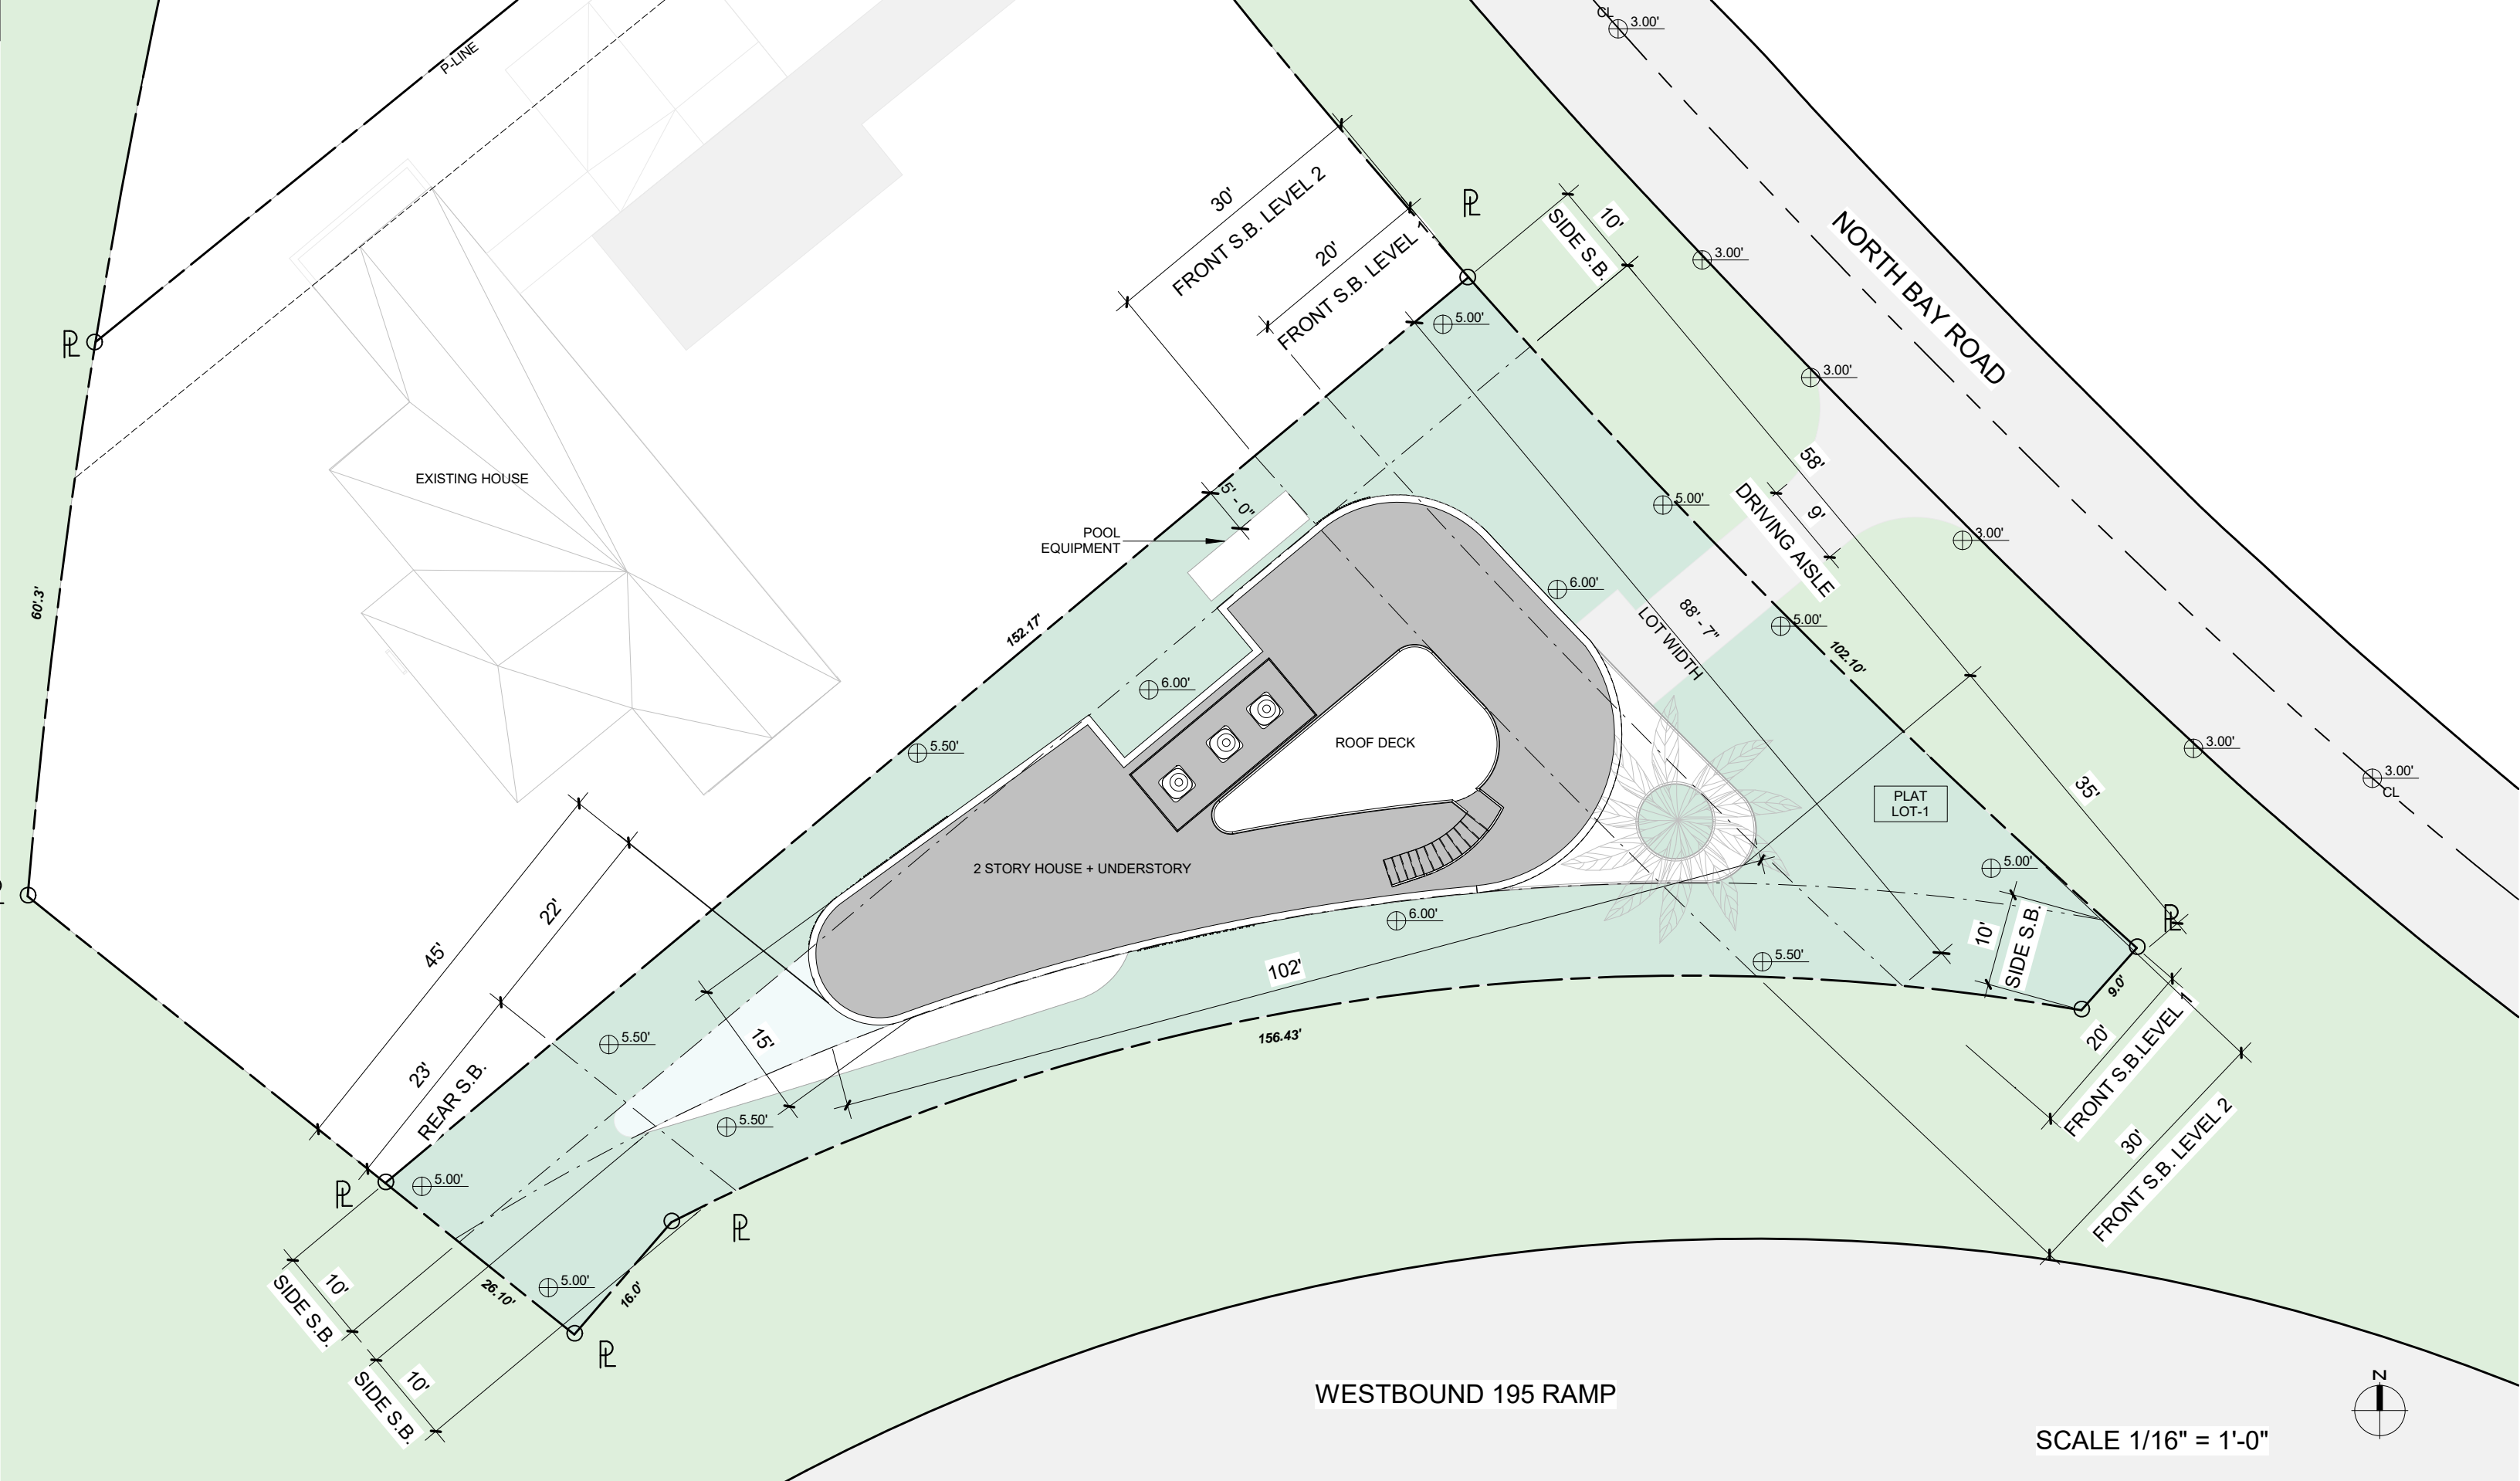 CL
3.00'
P-LINE
30'
FRONT S.B. LEVEL 2
20'
FRONT S.B. LEVEL 1
PL
10'
SIDE S.B.
3.00'
NORTH BAY ROAD
5.00'
PL
3.00'
58'
EXISTING HOUSE
5' - 0"
POOL
EQUIPMENT
5.00'
9'
DRIVING AISLE
3.00'
60'.3'
152.17'
6.00'
88' - 7"
LOT WIDTH
5.00'
102.10'
6.00'
5.50'
ROOF DECK
3.00'
3.00'
CL
35'
PLAT
LOT-1
2 STORY HOUSE + UNDERSTORY
5.00'
22'
45'
6.00'
10'
SIDE S.B.
PL
102'
5.50'
9.0'
15'
5.50'
156.43'
20'
FRONT S.B.LEVEL 1
23'
REAR S.B.
5.50'
30'
FRONT S.B. LEVEL 2
PL
5.00'
PL
10'
SIDE S.B.
26.10'
5.00'
16.0'
PL
10'
SIDE S.B.
WESTBOUND 195 RAMP
N
SCALE 1/16" = 1'-0"